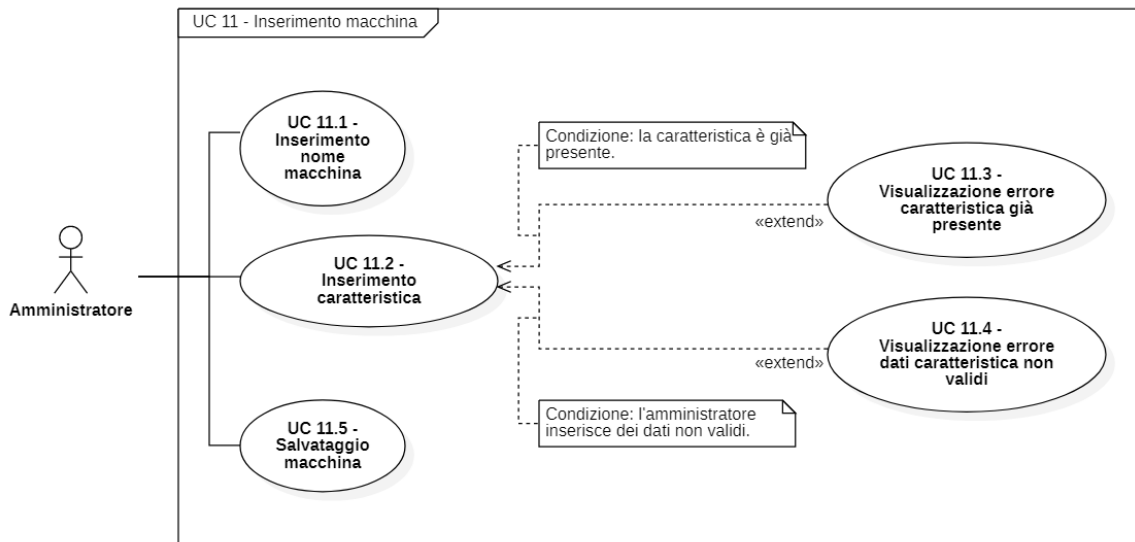 UC 11 - Inserimento macchina
UC 11.1 -
Inserimento
nome
macchina
Condizione: la caratteristica è già
presente.
UC 11.3 -
Visualizzazione errore
caratteristica già
presente
«extend»
UC 11.2 -
Inserimento
caratteristica
Amministratore
UC 11.4 -
Visualizzazione errore
dati caratteristica non
validi
«extend»
Condizione: l'amministratore
inserisce dei dati non validi.
UC 11.5 -
Salvataggio
macchina